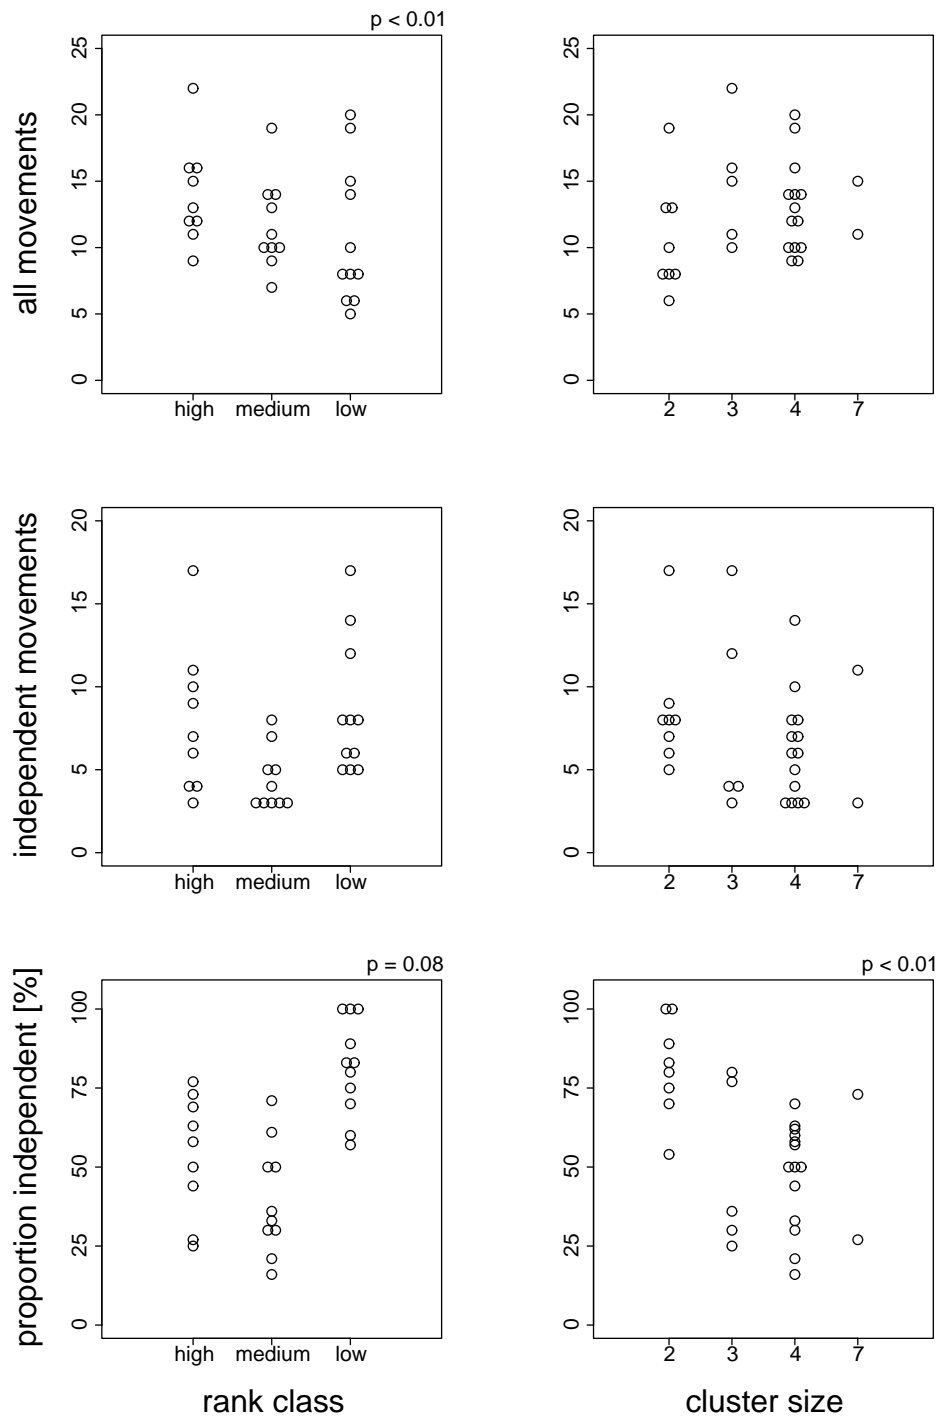 p < 0.01
all movements
25
20
15
10
5
0
high medium low
25
20
15
10
5
0
2 3 4 7
independent movements
20
15
10
5
0
high medium low
20
15
10
5
0
2 3 4 7
p = 0.08
proportion independent [%]
100
75
50
25
0
high medium low
rank class
p < 0.01
100
75
50
25
0
2 3 4 7
cluster size